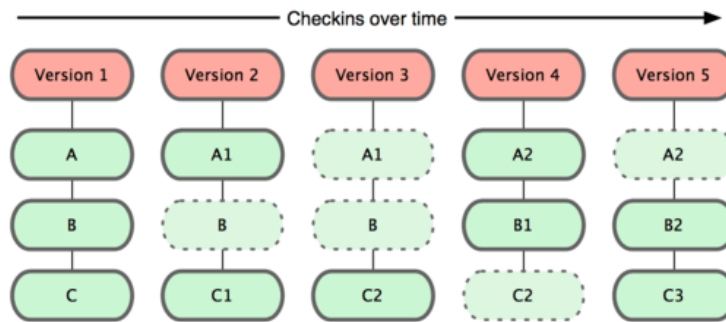 Checkins over time
Version 1 Version 2 Version 3 Version 4 Version 5
A A1 A1 A2 A2
B B B B1 B2
C C1 C2 C2 C3